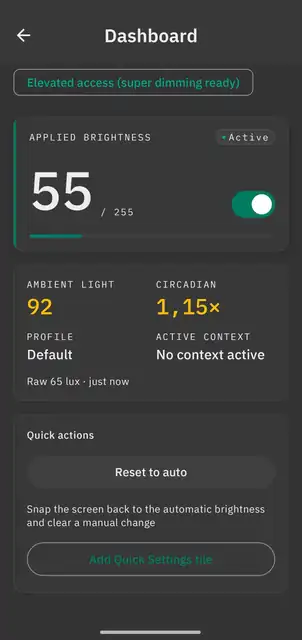 Dashboard
Elevated access (super dimming ready)
APPLIED BRIGHTNESS
Active
55 / 255
AMBIENT LIGHT
CIRCADIAN
92
1,15×
PROFILE
ACTIVE CONTEXT
Default
No context active
Raw 65 lux · just now
Quick actions
Reset to auto
Snap the screen back to the automatic brightness
and clear a manual change
Add Quick Settings tile